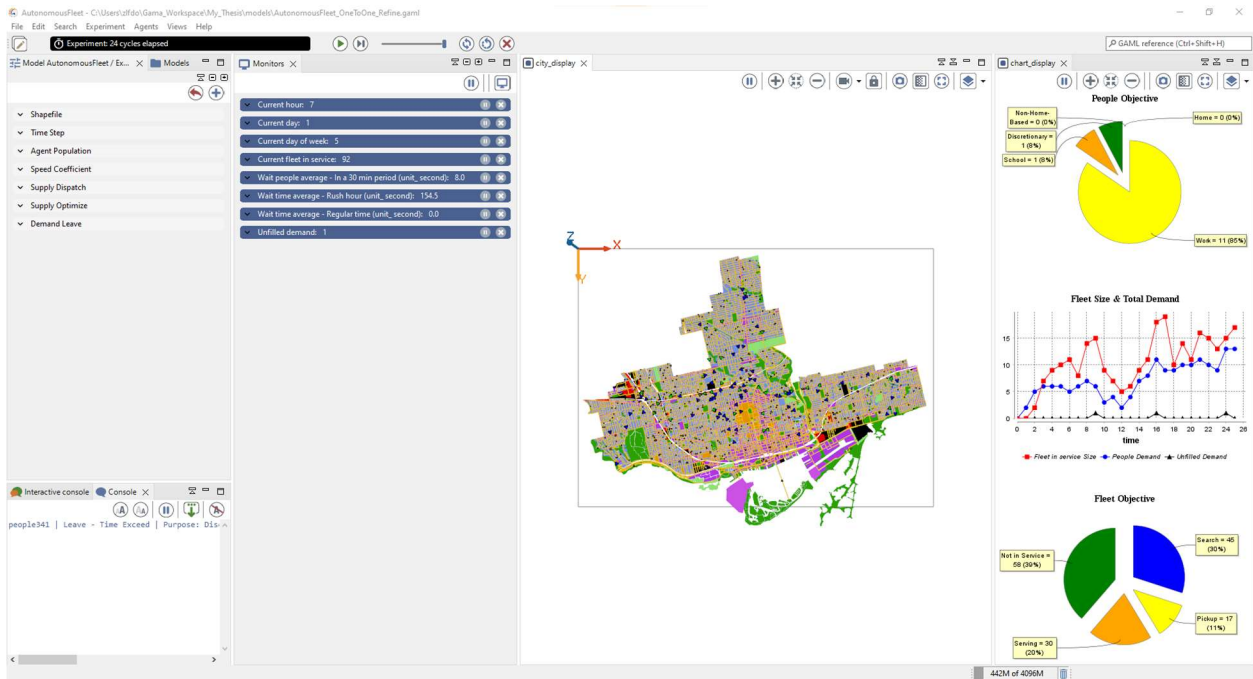 AutonomousFleet - C:\Users\zlfdo\Gama_Workspace\My_Thesis\models\AutonomousFleet_OneToOne_Refine.gaml
File Edit Search Experiment Agents Views Help
Experiment: 24 cycles elapsed
GAML reference (Ctrl+Shift+H)
Model AutonomousFleet / Ex...
Models
Shapefile
Time Step
Agent Population
Speed Coefficient
Supply Dispatch
Supply Optimize
Demand Leave
Interactive console
Console
people341 | Leave - Time Exceed | Purpose: Dis
Monitors
Current hour: 7
Current day: 1
Current day of week: 5
Current fleet in service: 92
Wait people average - In a 30 min period (unit_ second): 8.0
Wait time average - Rush hour (unit_ second): 154.5
Wait time average - Regular time (unit_ second): 0.0
Unfilled demand: 1
city_display
Z
X
Y
chart_display
People Objective
Non-Home-
Based = 0 (0%)
Home = 0 (0%)
Discretionary =
1 (8%)
School = 1 (8%)
Work = 11 (85%)
Fleet Size & Total Demand
15
10
5
0
0 2 4 6 8 10 12 14 16 18 20 22 24 26
time
Fleet in service Size People Demand Unfilled Demand
Fleet Objective
Search = 45
(30%)
Not in Service =
58 (39%)
Pickup = 17
(11%)
Serving = 30
(20%)
442M of 4096M